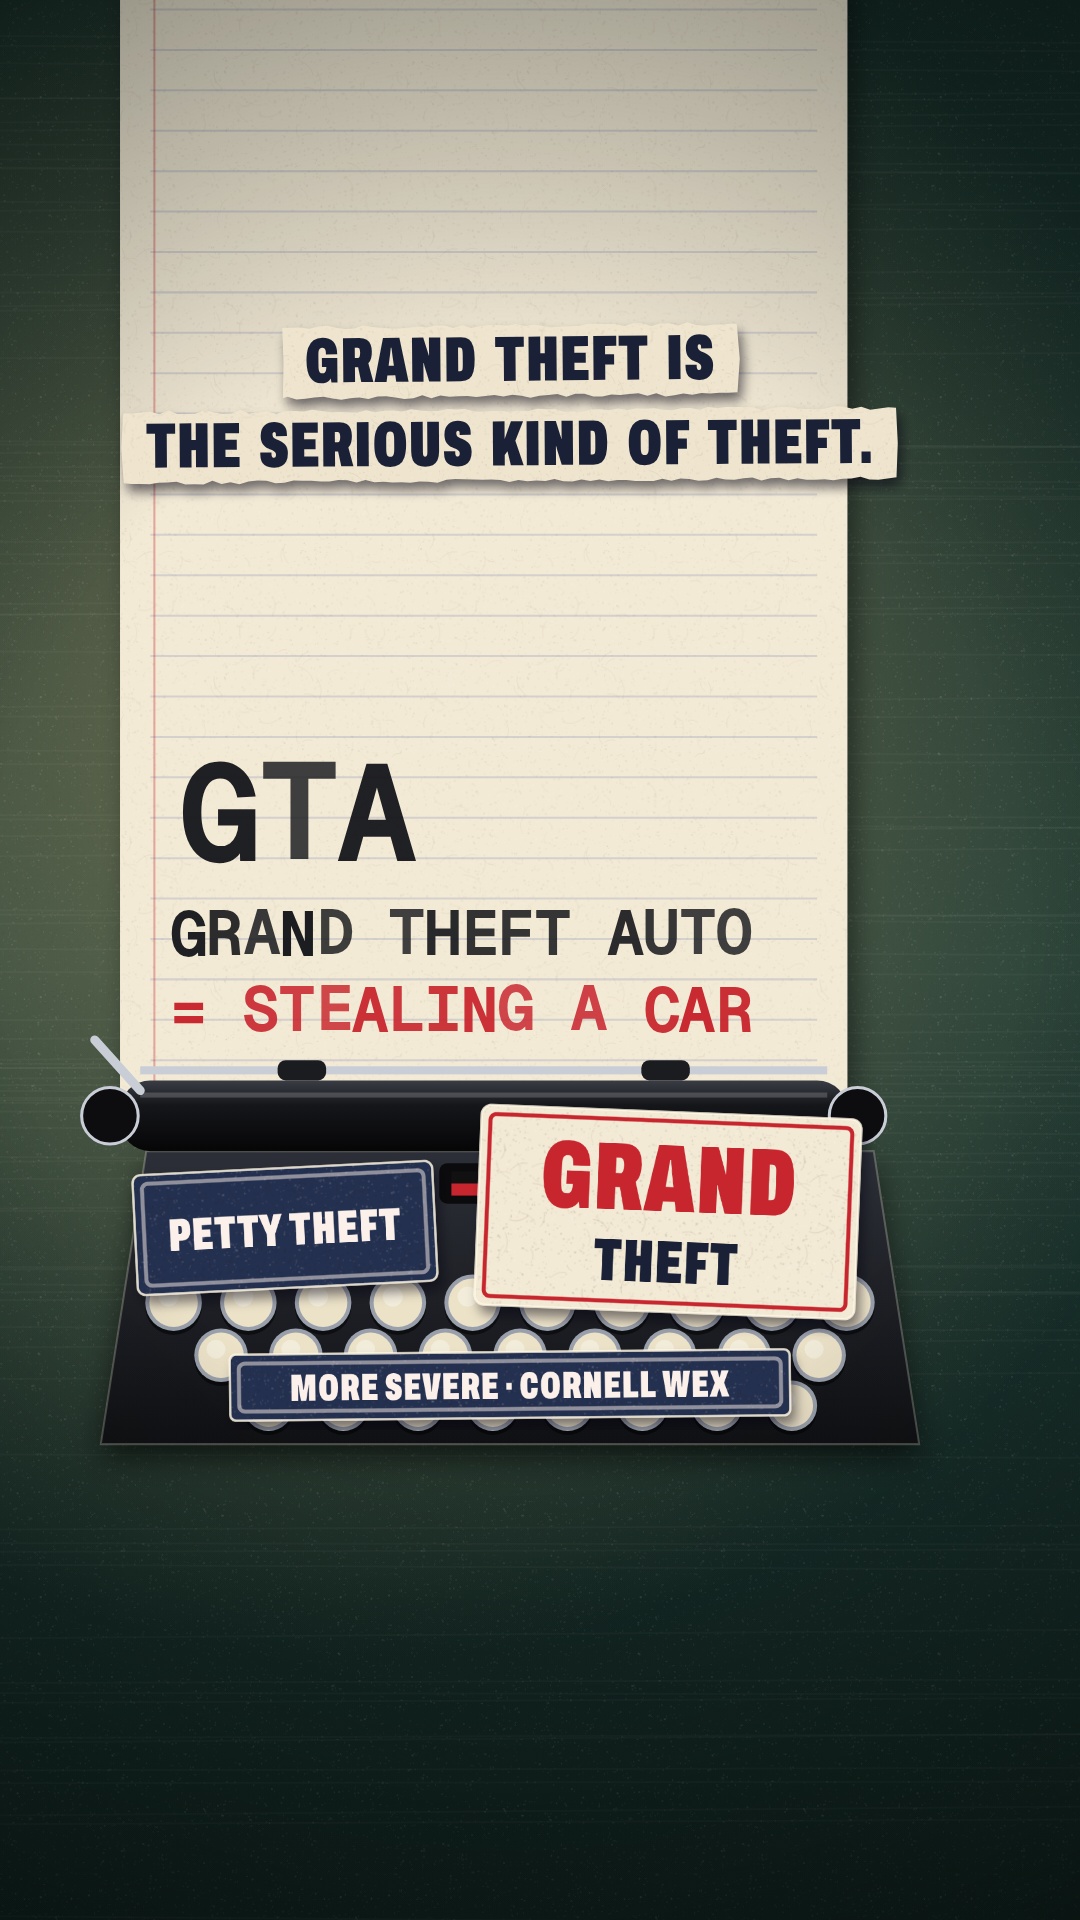 GRAND THEFT IS
THE SERIOUS KIND OF THEFT.
GTA
GRAND THEFT AUTO
= STEALING A CAR
PETTY THEFT
GRAND
THEFT
MORE SEVERE · CORNELL WEX